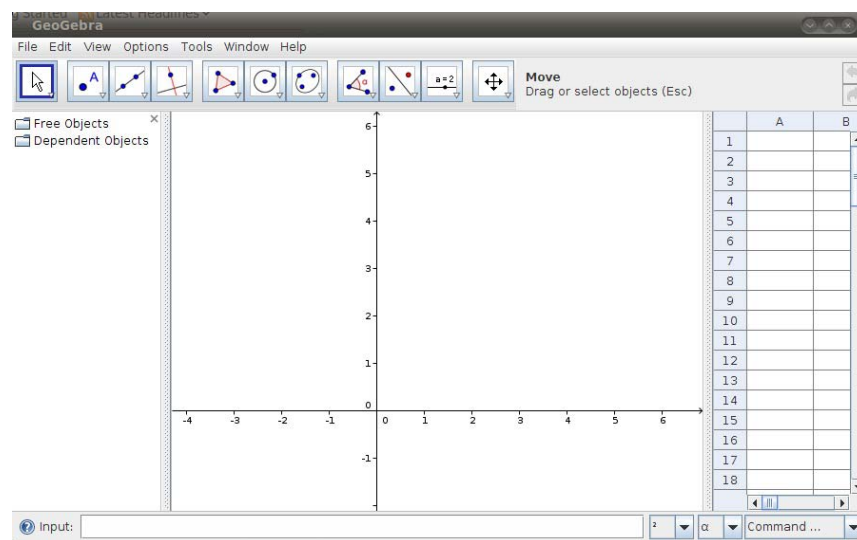 GeoGebra
File Edit View Options Tools Window Help
A
a = 2
Move
Drag or select objects (Esc)
Free Objects
Dependent Objects
6
5
4
3
2
1
0
-1
-4 -3 -2 -1 0 1 2 3 4 5 6
A B
1
2
3
4
5
6
7
8
9
10
11
12
13
14
15
16
17
18
Input: ² α Command ...